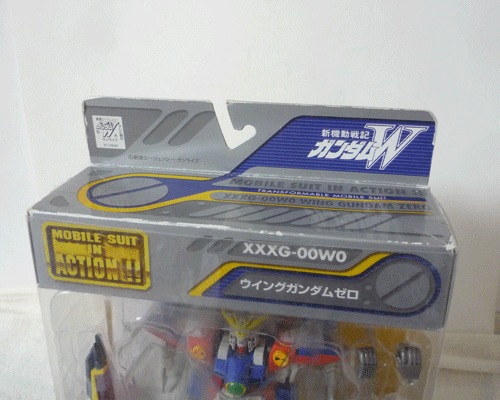 新機動戦記
ガンダムW
MOBILE SUIT IN ACTION
TRANSFORMABLE MOBILE SUIT
XXXG-00W0 WING GUNDAM ZERO
MOBILE SUIT
IN
ACTION!!
XXXG-00W0
ウイングガンダムゼロ